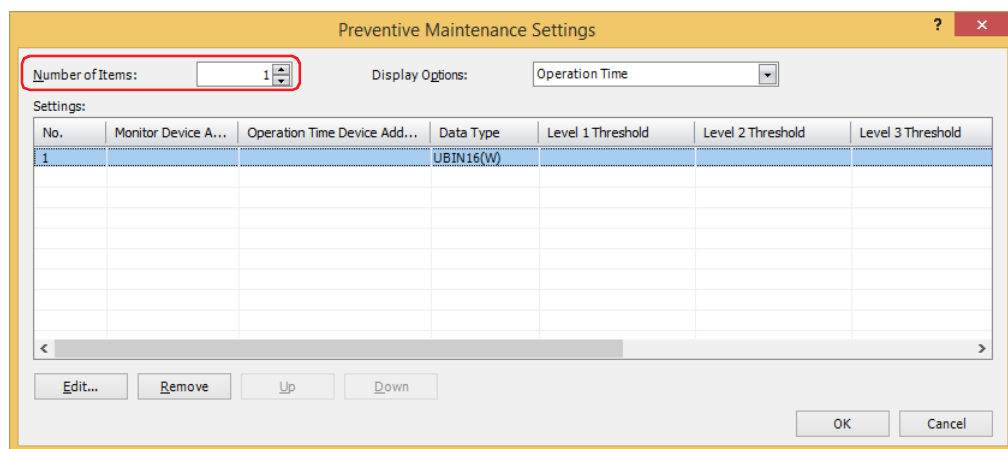 Preventive Maintenance Settings ? ×
Number of Items: 1 Display Options: Operation Time
Settings:
No. Monitor Device A... Operation Time Device Add... Data Type Level 1 Threshold Level 2 Threshold Level 3 Threshold
1 UBIN16(W)
Edit... Remove Up Down
OK Cancel